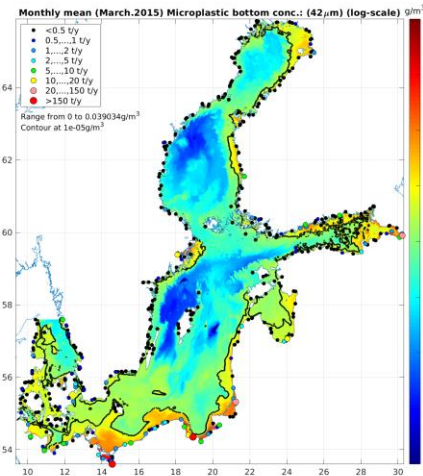 Monthly mean (March.2015) Microplastic bottom conc.: (42μm) (log-scale)
g/m³
<0.5 t/y
0.5,...,1 t/y
1,...,2 t/y
2,...,5 t/y
5,...,10 t/y
10,...,20 t/y
20,...,150 t/y
>150 t/y
Range from 0 to 0.039034g/m³
Contour at 1e-05g/m³
64
62
60
58
56
54
10 12 14 16 18 20 22 24 26 28 30